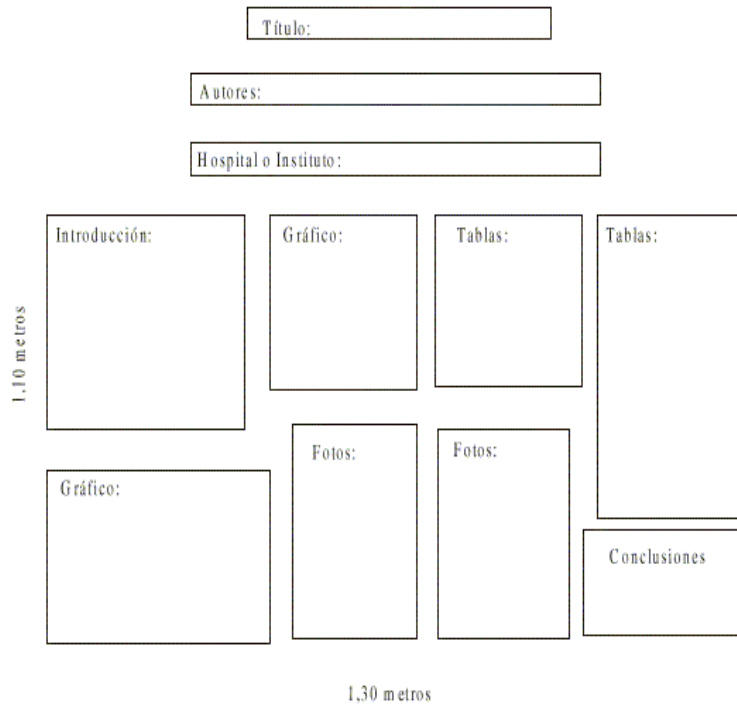 Título:
Autores:
Hospital o Instituto:
Introducción:
Gráfico:
Tablas:
Tablas:
1,10 metros
Fotos:
Fotos:
Gráfico:
Conclusiones
1,30 metros